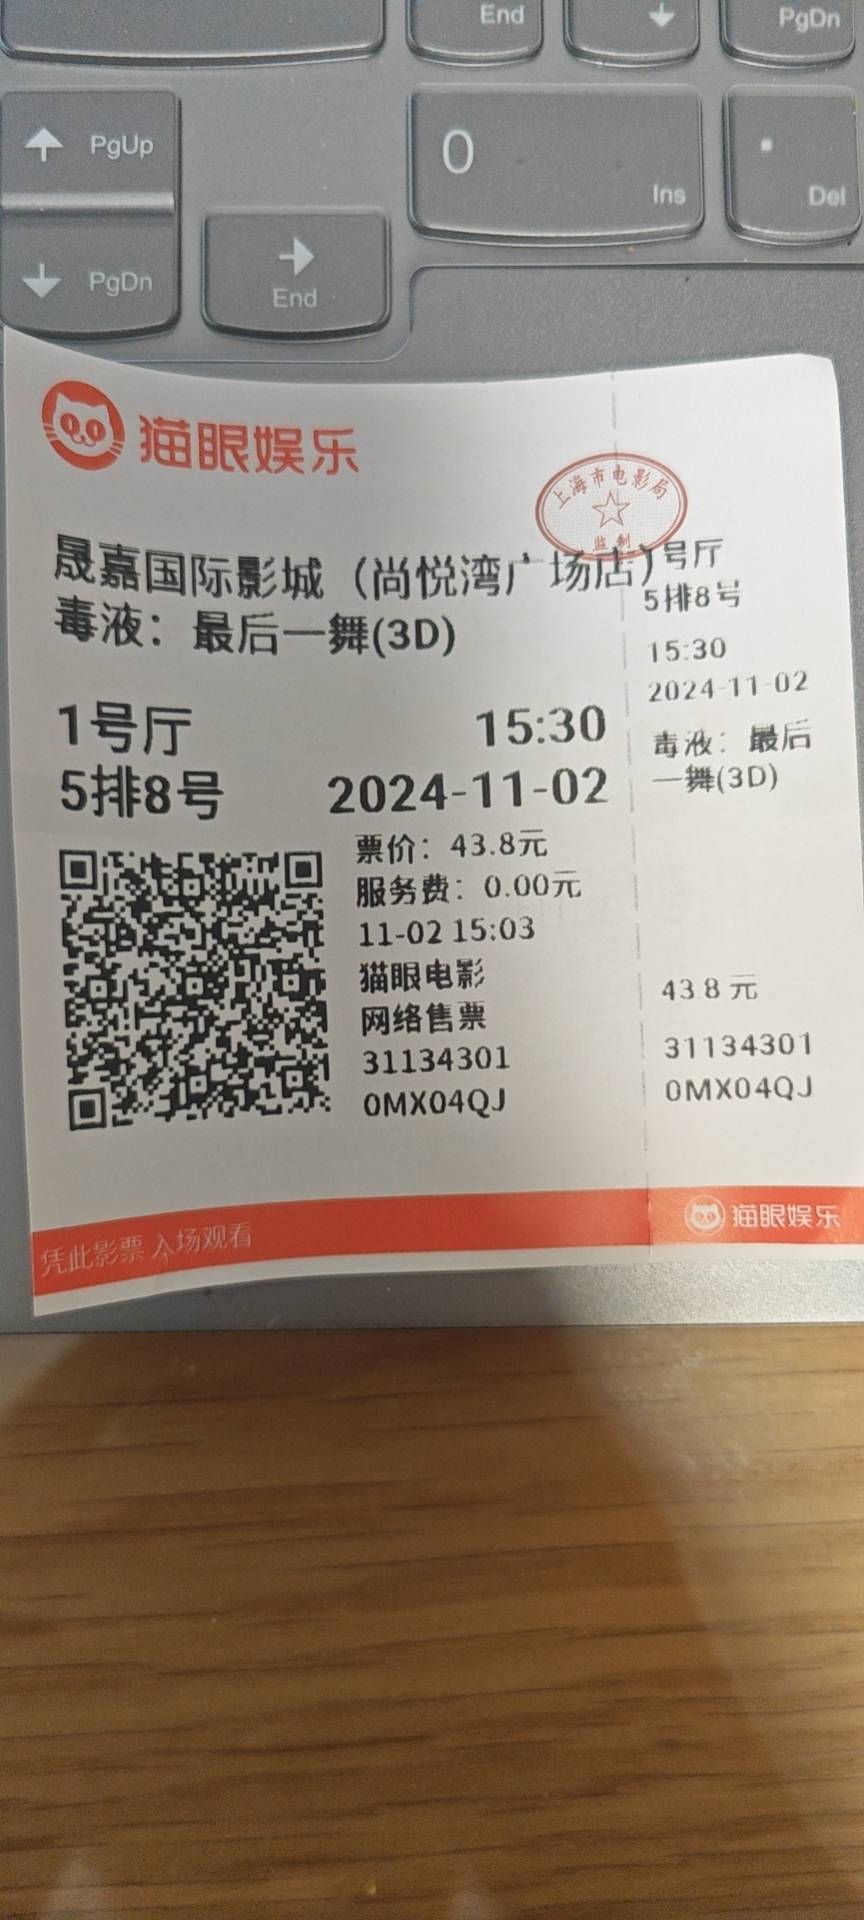 End
PgDn
PgUp
0
Ins
Del
PgDn
End
猫眼娱乐
上海市电影局
监制
晟嘉国际影城（尚悦湾广场店）
毒液：最后一舞(3D)
1号厅
15:30
5排8号
2024-11-02
票价：43.8元
服务费：0.00元
11-02 15:03
猫眼电影
网络售票
31134301
0MX04QJ
凭此影票 入场观看
号厅
5排8号
15:30
2024-11-02
毒液：最后
一舞(3D)
43.8 元
31134301
0MX04QJ
猫眼娱乐